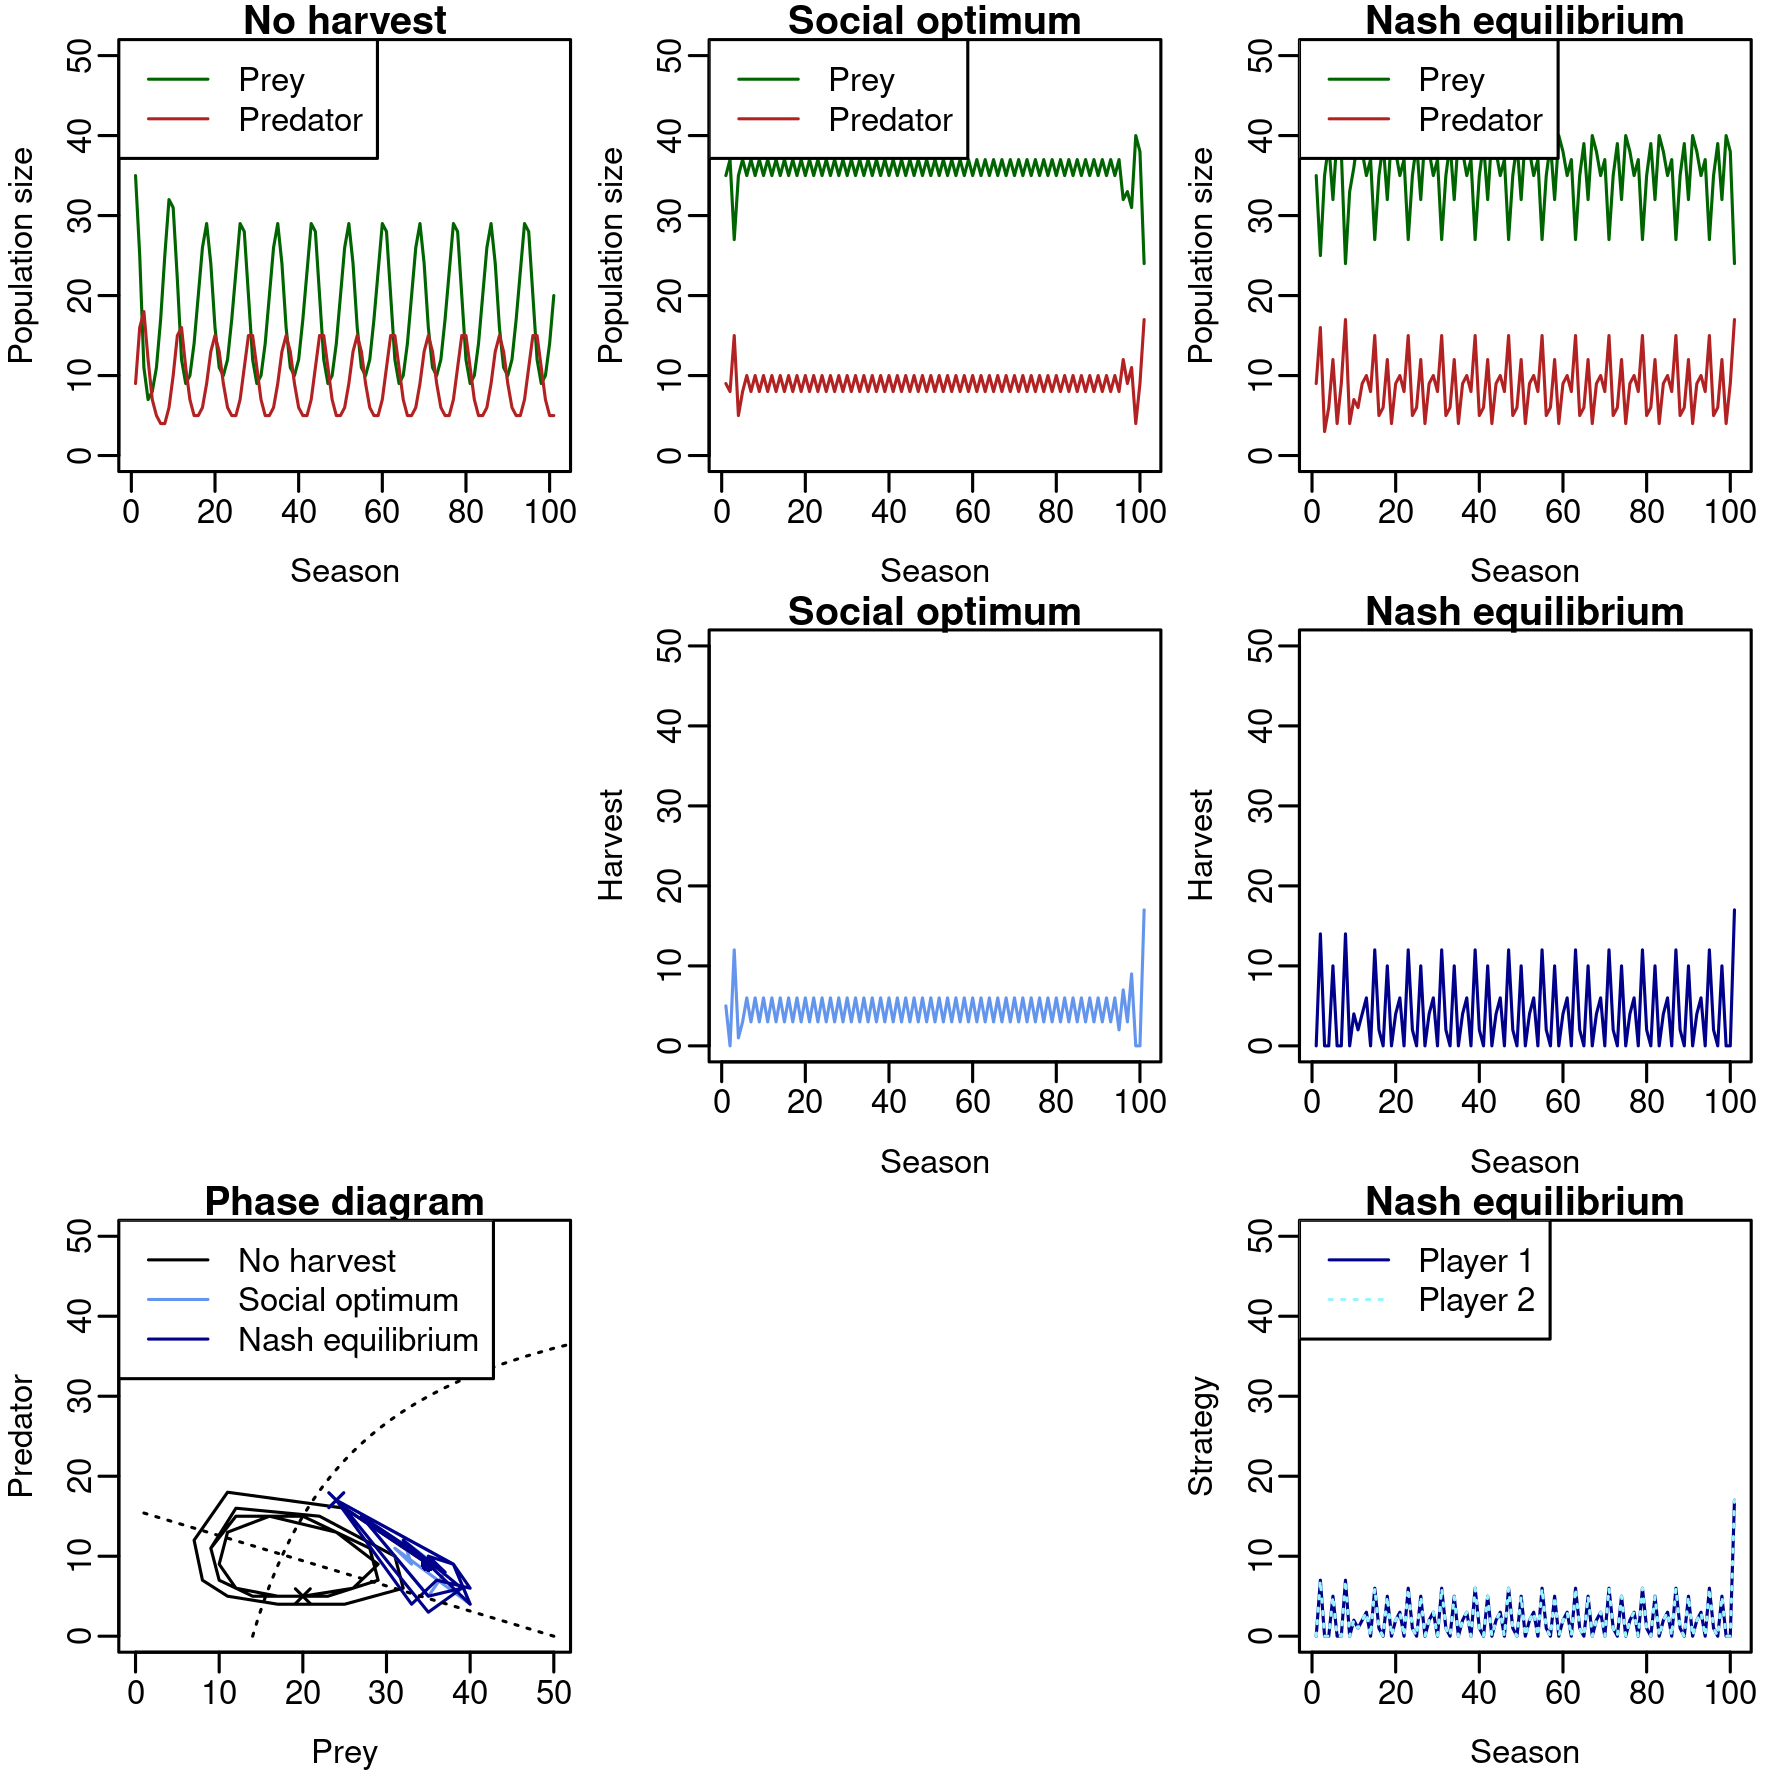 No harvest
Prey
Predator
Population size
0 10 20 30 40 50
0 20 40 60 80 100
Season
Social optimum
Prey
Predator
Population size
0 10 20 30 40 50
0 20 40 60 80 100
Season
Nash equilibrium
Prey
Predator
Population size
0 10 20 30 40 50
0 20 40 60 80 100
Season
Social optimum
Harvest
0 10 20 30 40 50
0 20 40 60 80 100
Season
Nash equilibrium
Harvest
0 10 20 30 40 50
0 20 40 60 80 100
Season
Phase diagram
No harvest
Social optimum
Nash equilibrium
Predator
0 10 20 30 40 50
0 10 20 30 40 50
Prey
Nash equilibrium
Player 1
Player 2
Strategy
0 10 20 30 40 50
0 20 40 60 80 100
Season